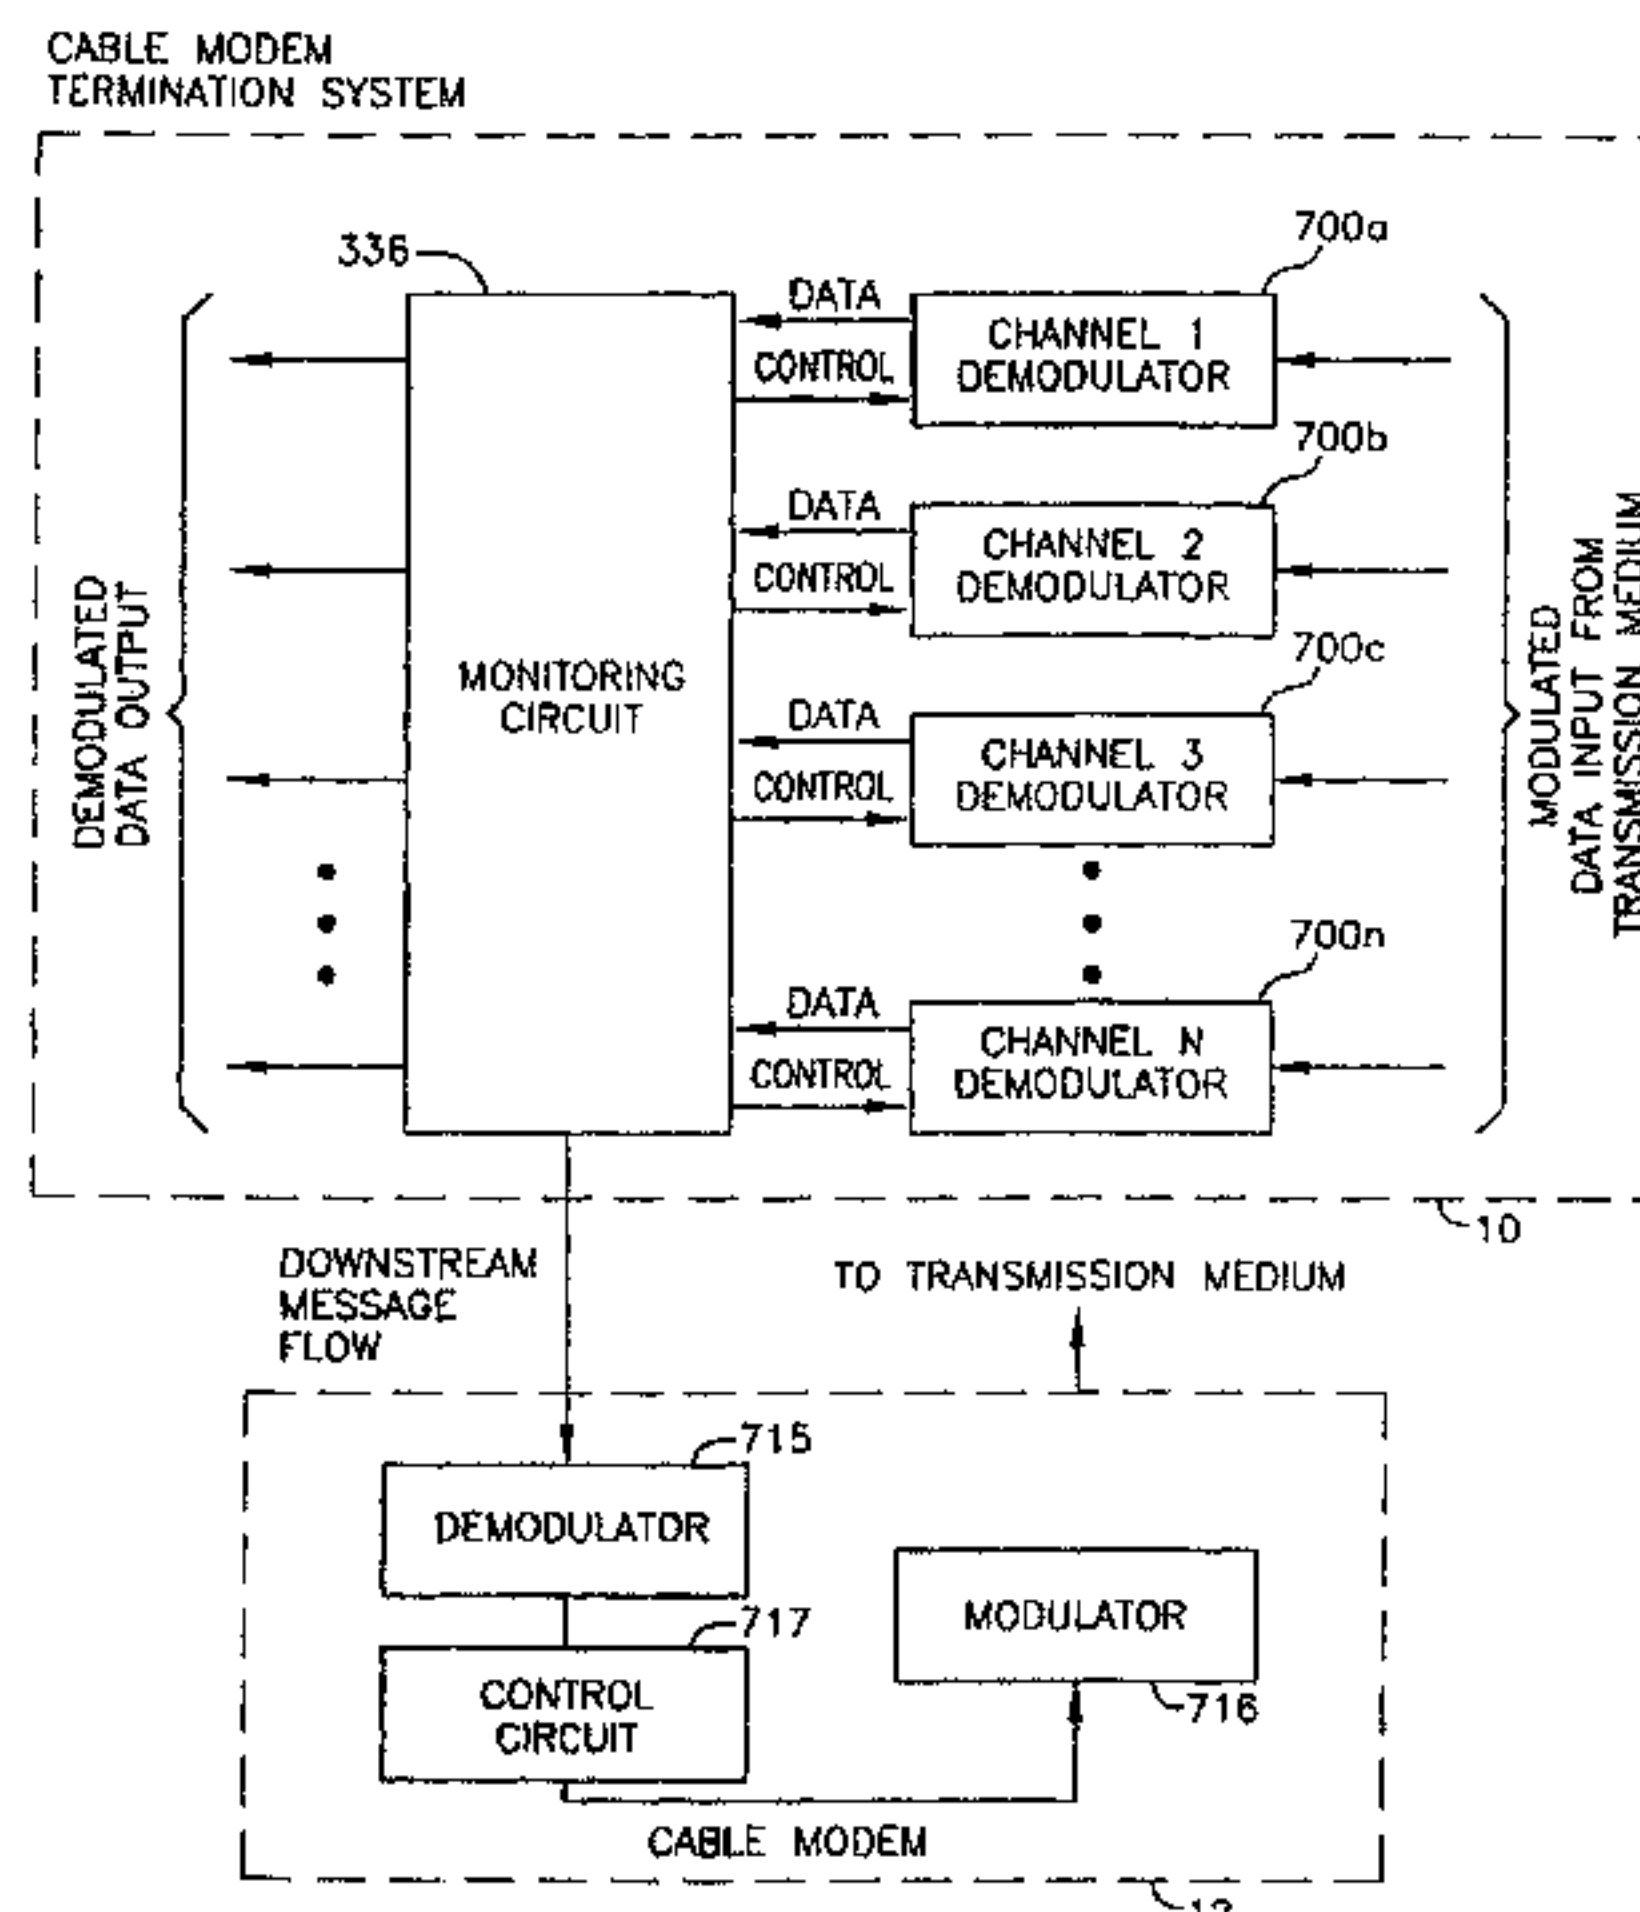 CABLE MODEM
TERMINATION SYSTEM
336
700a
DATA
CONTROL
CHANNEL 1
DEMODULATOR
700b
DATA
CONTROL
CHANNEL 2
DEMODULATOR
700c
DATA
CONTROL
CHANNEL 3
DEMODULATOR
MONITORING
CIRCUIT
DEMODULATED
DATA OUTPUT
MODULATED
DATA INPUT FROM
TRANSMISSION MEDIUM
700n
DATA
CONTROL
CHANNEL N
DEMODULATOR
10
DOWNSTREAM
MESSAGE
FLOW
TO TRANSMISSION MEDIUM
715
DEMODULATOR
717
CONTROL
CIRCUIT
MODULATOR
716
CABLE MODEM